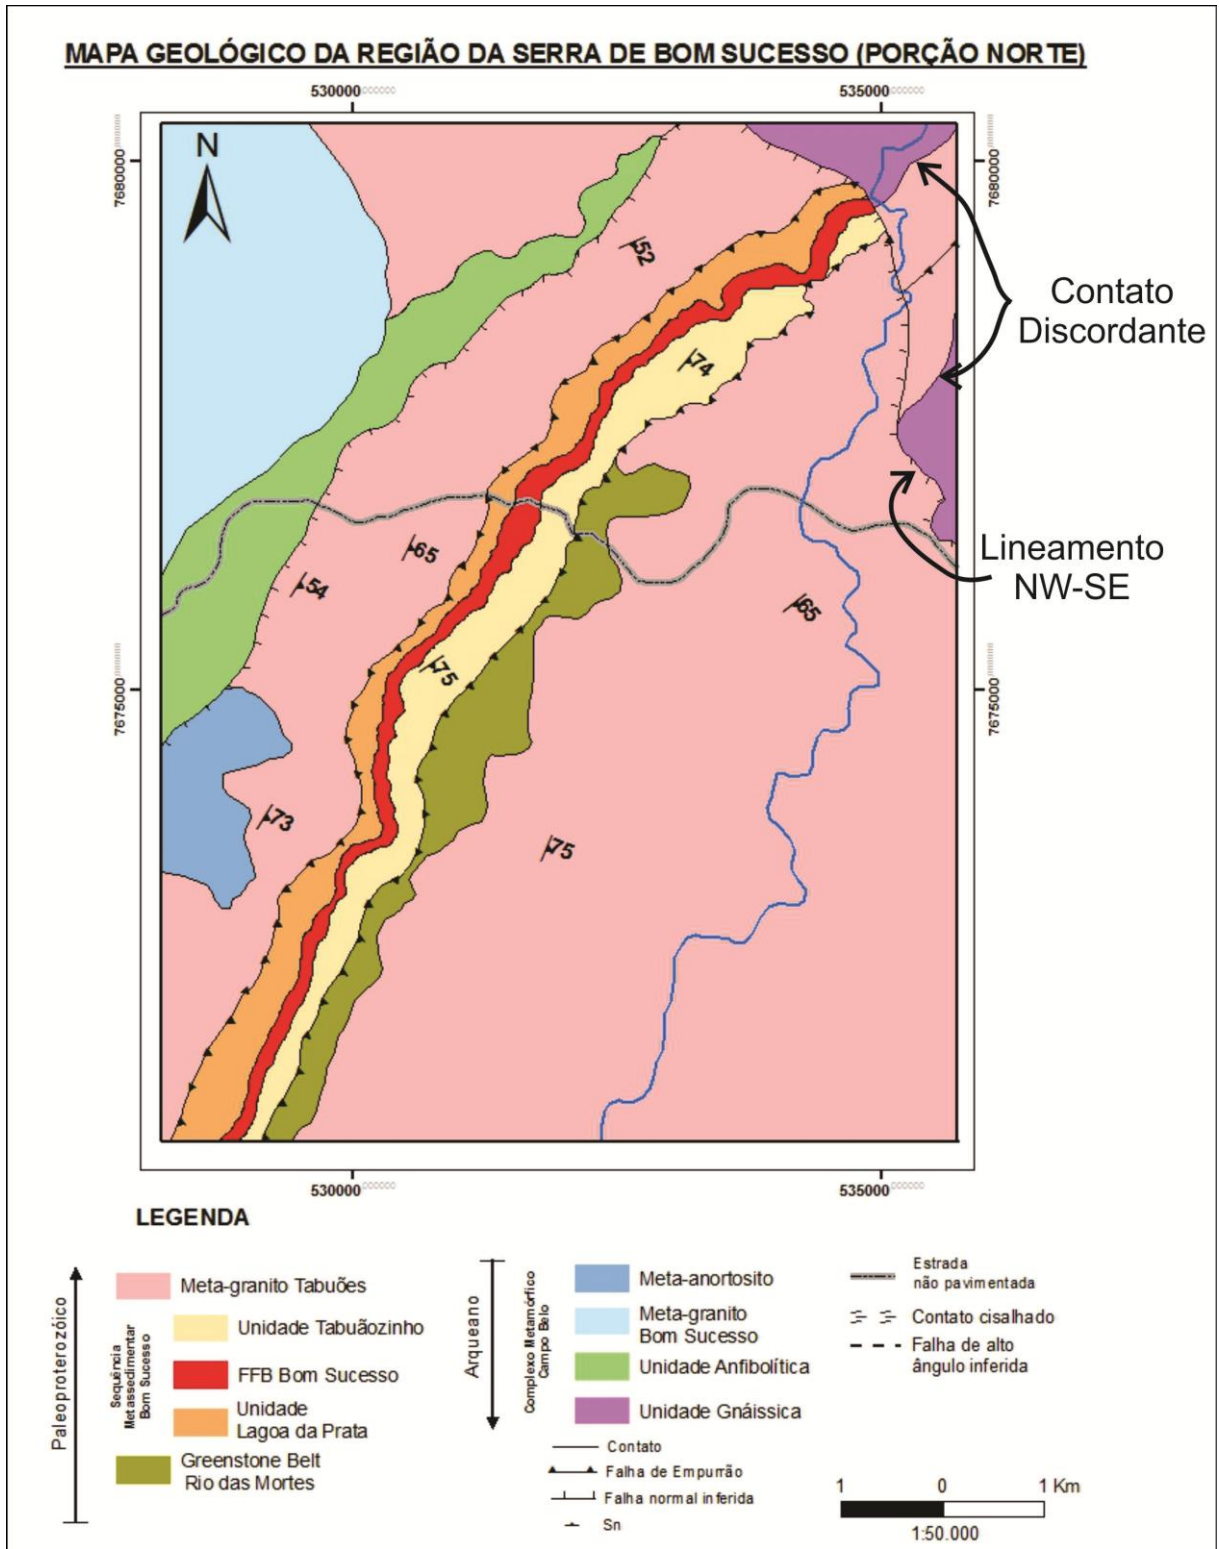 MAPA GEOLÓGICO DA REGIÃO DA SERRA DE BOM SUCESSO (PORÇÃO NORTE)
530000000000
535000000000
7680000
7680000
N
52
Contato
Discordante
74
65
54
Lineamento
NW-SE
65
75
7675000
7675000
73
75
530000000000
535000000000
LEGENDA
Paleoproterozóico
Meta-granito Tabuões
Sequência
Metassedimentar
Bom Sucesso
Unidade Tabuãozinho
FFB Bom Sucesso
Unidade
Lagoa da Prata
Greenstone Belt
Rio das Mortes
Arqueano
Complexo Metamórfico
Campo Belo
Meta-anortosito
Meta-granito
Bom Sucesso
Unidade Anfibolítica
Unidade Gnáissica
Contato
Falha de Empurrão
Falha normal inferida
Sn
Estrada
não pavimentada
Contato cisalhado
Falha de alto
ângulo inferida
1 0 1 Km
1:50.000